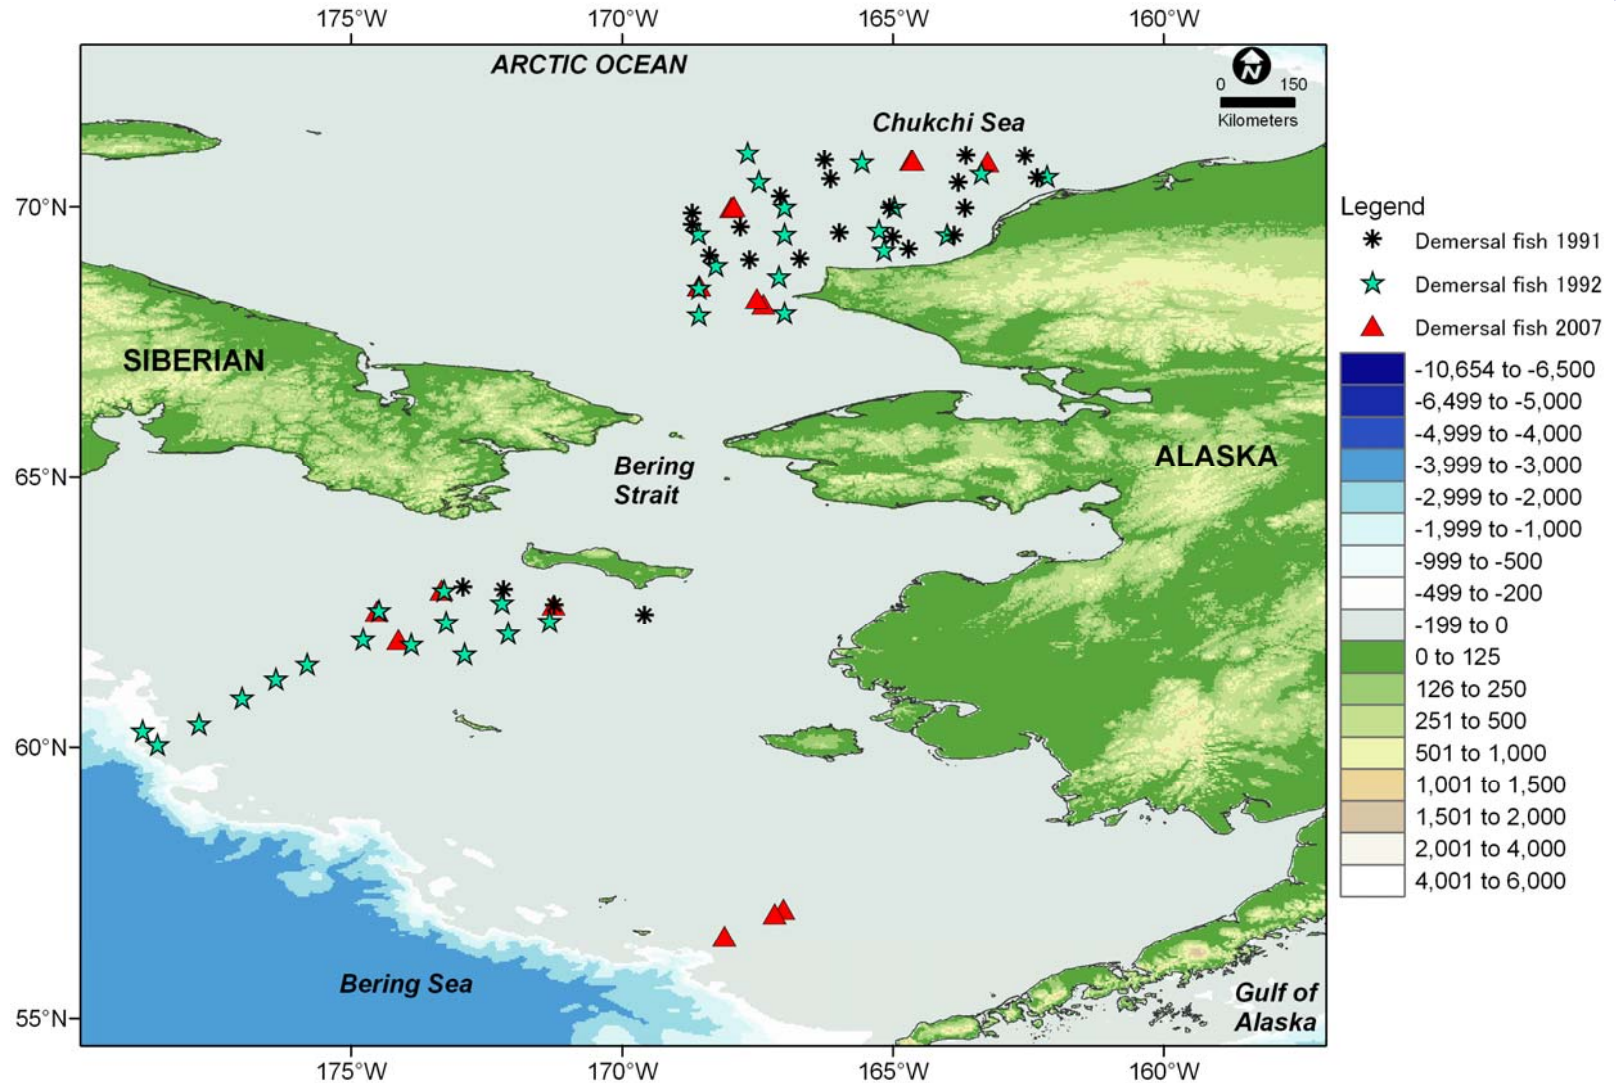 175°W 170°W 165°W 160°W
ARCTIC OCEAN
N
0 150
Kilometers
Chukchi Sea
70°N
Legend
Demersal fish 1991
Demersal fish 1992
Demersal fish 2007
SIBERIAN
-10,654 to -6,500
-6,499 to -5,000
-4,999 to -4,000
-3,999 to -3,000
-2,999 to -2,000
-1,999 to -1,000
-999 to -500
-499 to -200
-199 to 0
0 to 125
126 to 250
251 to 500
501 to 1,000
1,001 to 1,500
1,501 to 2,000
2,001 to 4,000
4,001 to 6,000
ALASKA
Bering
Strait
65°N
60°N
Bering Sea
Gulf of
Alaska
55°N
175°W 170°W 165°W 160°W